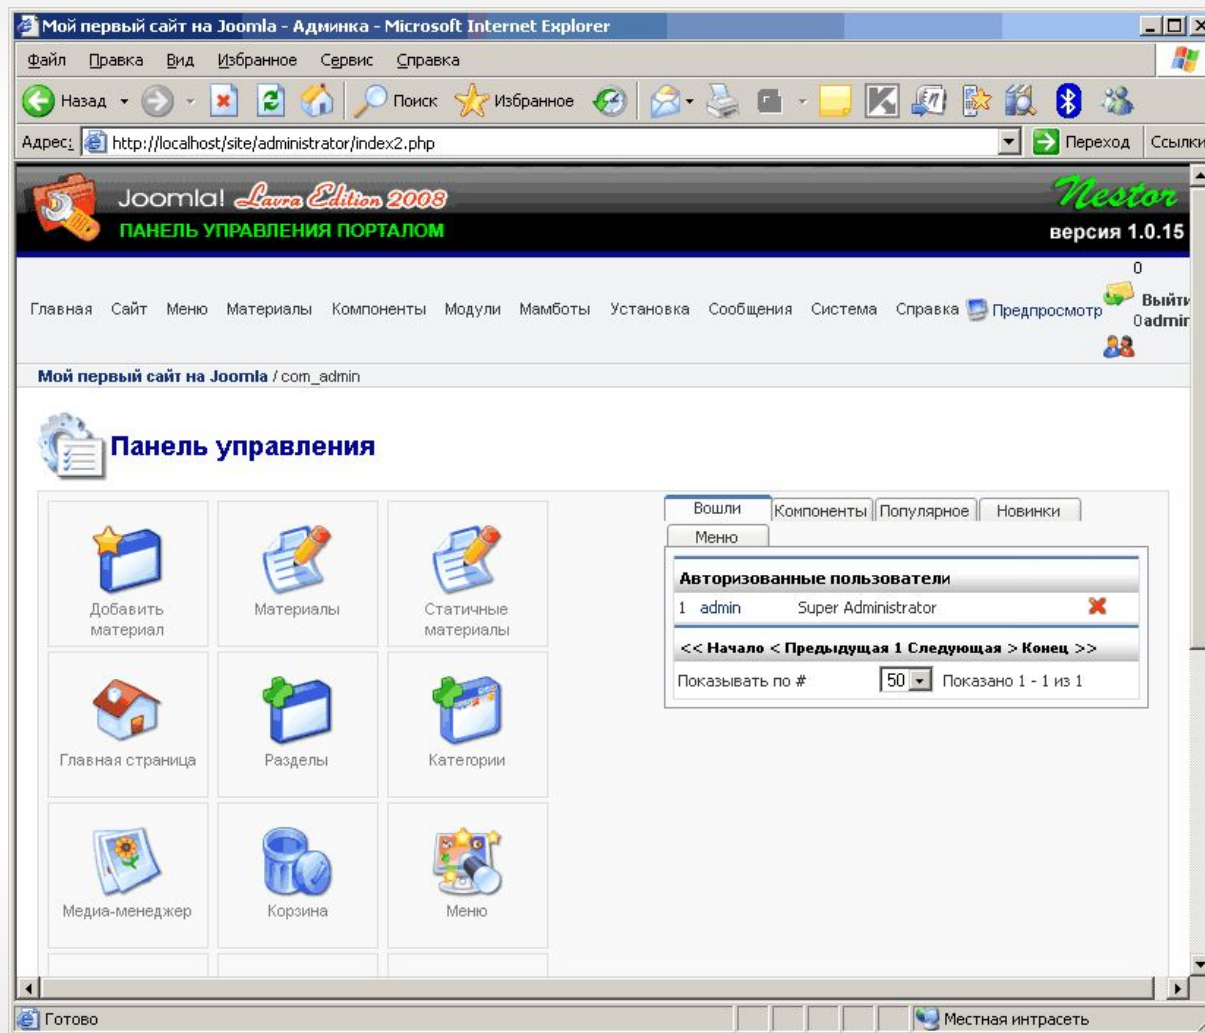 Мой первый сайт на Joomla - Админка - Microsoft Internet Explorer
Файл Правка Вид Избранное Сервис Справка
Назад Поиск Избранное
Адрес: http://localhost/site/administrator/index2.php Переход Ссылки
Joomla! Lavra Edition 2008 Nestor
ПАНЕЛЬ УПРАВЛЕНИЯ ПОРТАЛОМ версия 1.0.15
0
Главная Сайт Меню Материалы Компоненты Модули Мамботы Установка Сообщения Система Справка Предпросмотр Выйти
0 admin
Мой первый сайт на Joomla / com_admin
Панель управления
Вошли Компоненты Популярное Новинки
Меню
Авторизованные пользователи
1 admin Super Administrator
<< Начало < Предыдущая 1 Следующая > Конец >>
Показывать по # 50 Показано 1 - 1 из 1
Добавить материал
Материалы
Статичные материалы
Главная страница
Разделы
Категории
Медиа-менеджер
Корзина
Меню
Готово Местная интрасеть